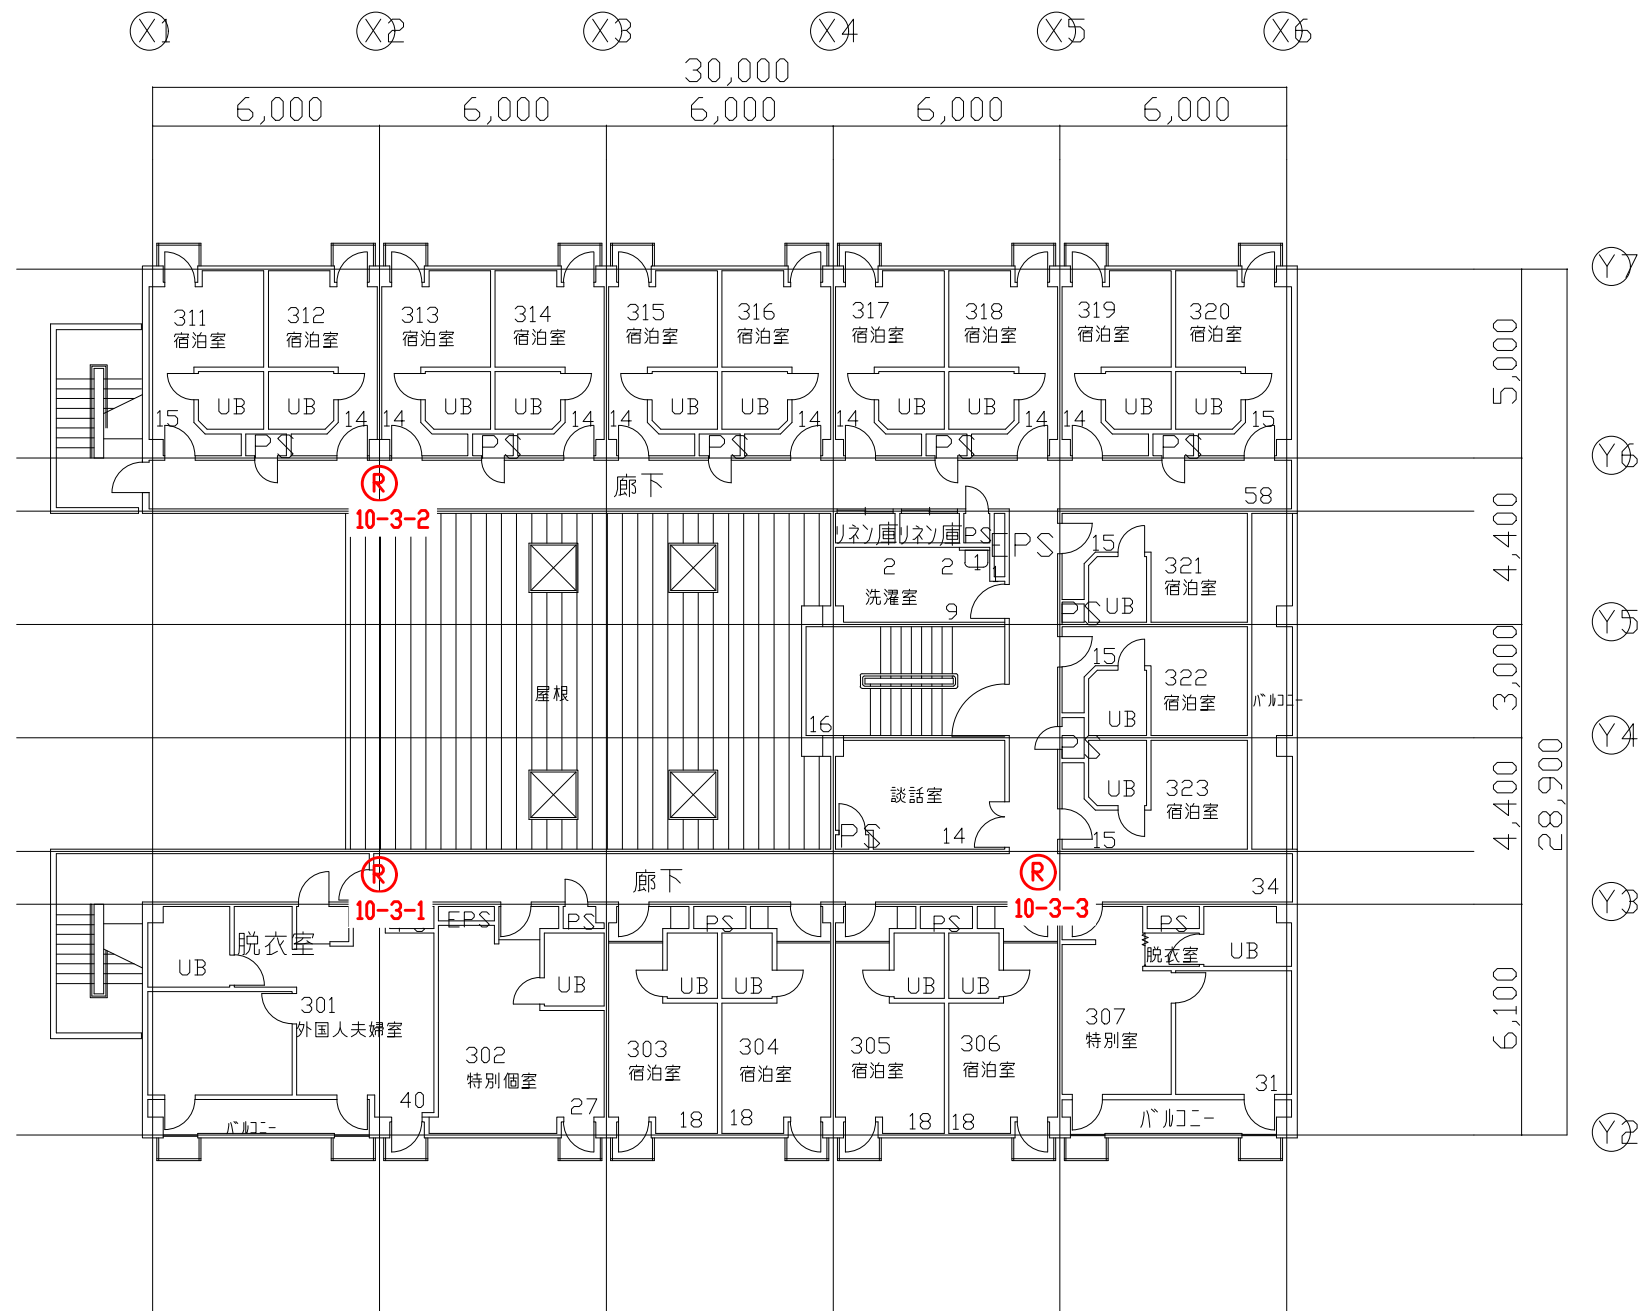 X1 X2 X3 X4 X5 X6
30,000
6,000 6,000 6,000 6,000 6,000
Y7
311 312 313 314 315 316 317 318 319 320
宿泊室 宿泊室 宿泊室 宿泊室 宿泊室 宿泊室 宿泊室 宿泊室 宿泊室 宿泊室
5,000
UB UB UB UB UB UB UB UB UB UB
15 14 14 14 14 14 14 14 14 15
PS PS PS PS PS
Y6
R
廊下
58
10-3-2
リネン庫 リネン庫 PS EPS
15
4,400
2 2 1 1
321
宿泊室
洗濯室
9
PS UB
Y5
15
322
宿泊室
屋根
バルコニー
3,000
16
UB
Y4
PS
談話室
UB
323
宿泊室
4,400
28,900
PS
14
15
R
廊下
R
34
10-3-1
10-3-3
Y3
PS EPS PS PS PS PS
脱衣室
脱衣室
UB
UB
UB UB UB UB UB
301
外国人夫婦室
302
特別個室
303
宿泊室
304
宿泊室
305
宿泊室
306
宿泊室
307
特別室
6,100
31
40 27 18 18 18 18
バルコニー
バルコニー
Y2